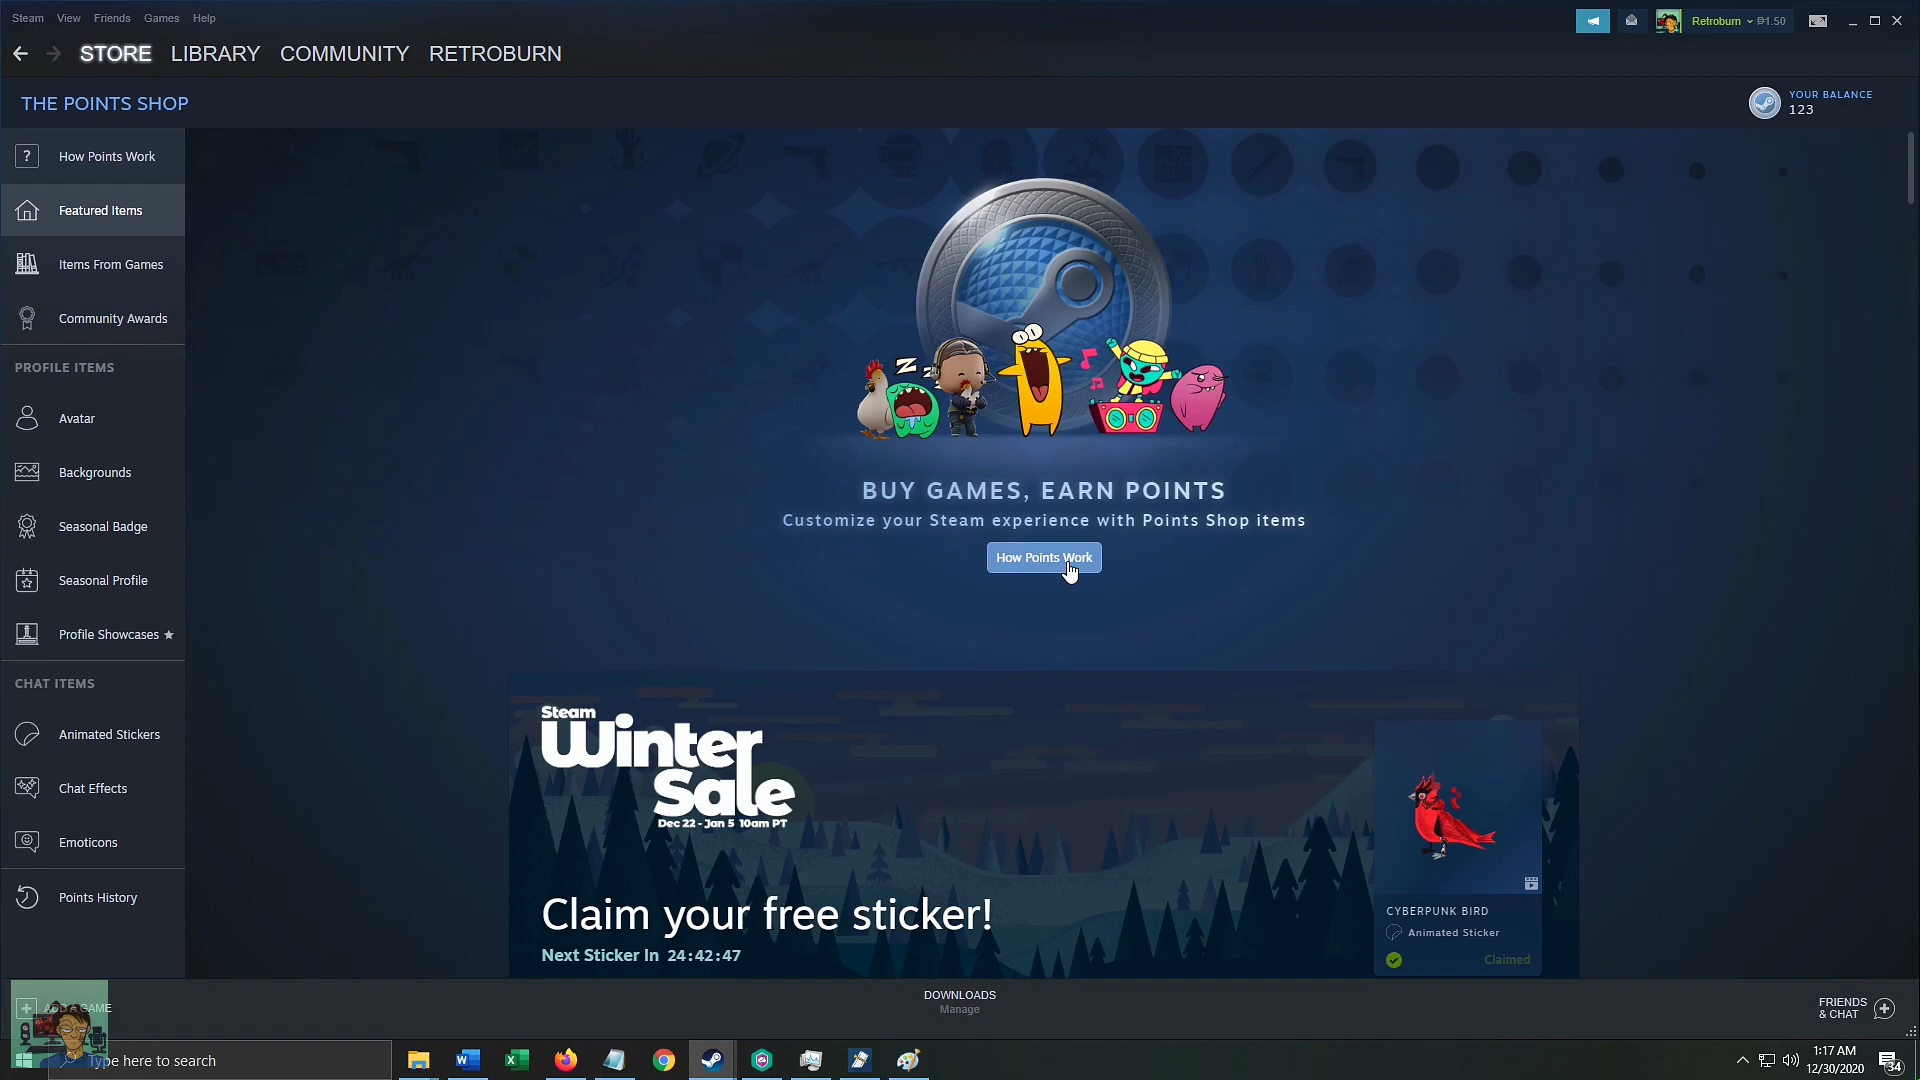 Steam View Friends Games Help
Retroburn ₱1.50
STORE LIBRARY COMMUNITY RETROBURN
THE POINTS SHOP
YOUR BALANCE
123
? How Points Work
Featured Items
Items From Games
Community Awards
PROFILE ITEMS
Avatar
Backgrounds
Seasonal Badge
Seasonal Profile
Profile Showcases
CHAT ITEMS
Animated Stickers
Chat Effects
Emoticons
Points History
Z Z
BUY GAMES, EARN POINTS
Customize your Steam experience with Points Shop items
How Points Work
Steam
Winter
Sale
Dec 22 - Jan 5 10am PT
Claim your free sticker!
Next Sticker In 24:42:47
CYBERPUNK BIRD
Animated Sticker
Claimed
ADD A GAME
DOWNLOADS
Manage
FRIENDS
& CHAT
Type here to search
1:17 AM
12/30/2020
34